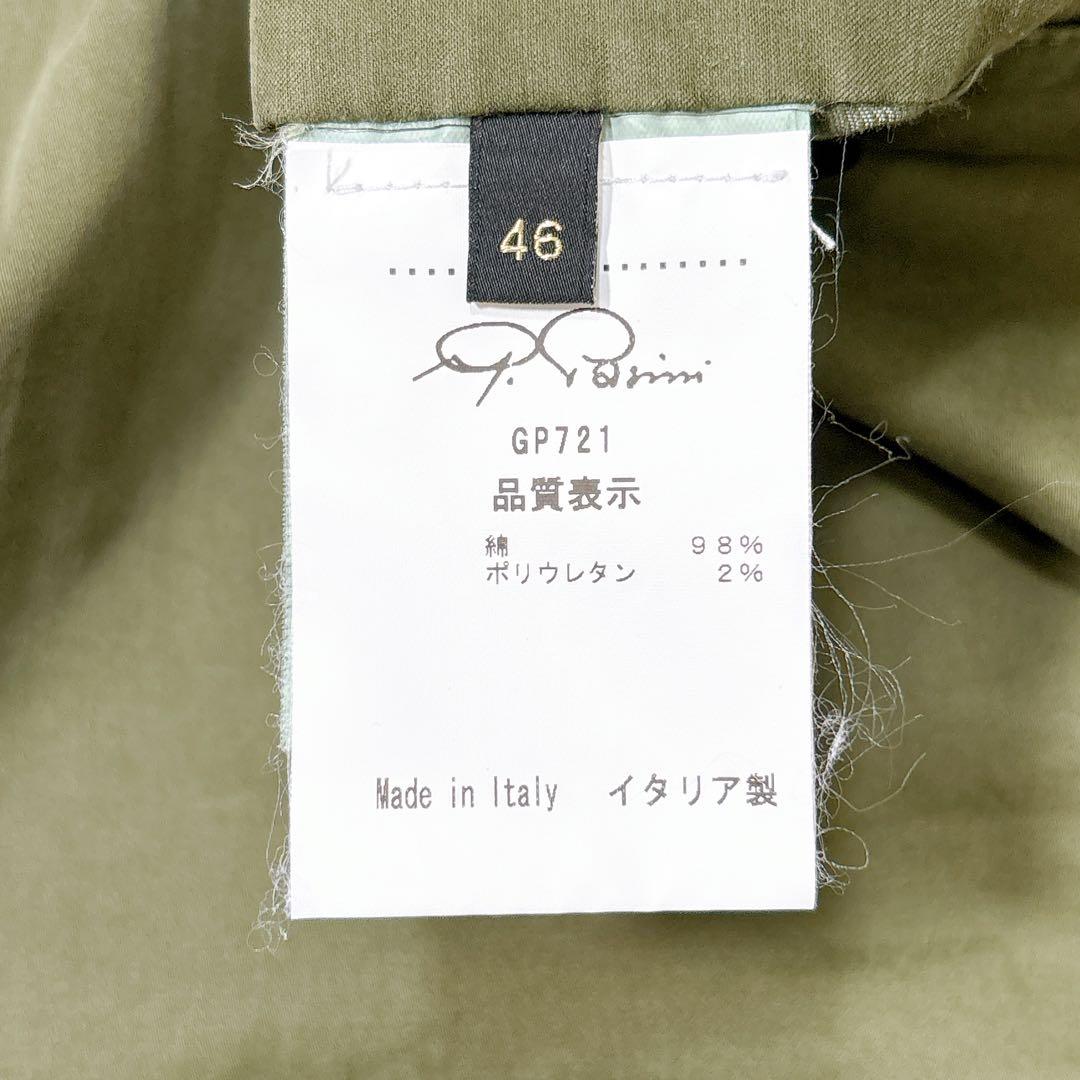 46
G. Pasini
GP721
品質表示
綿 98%
ポリウレタン 2%
Made in Italy イタリア製